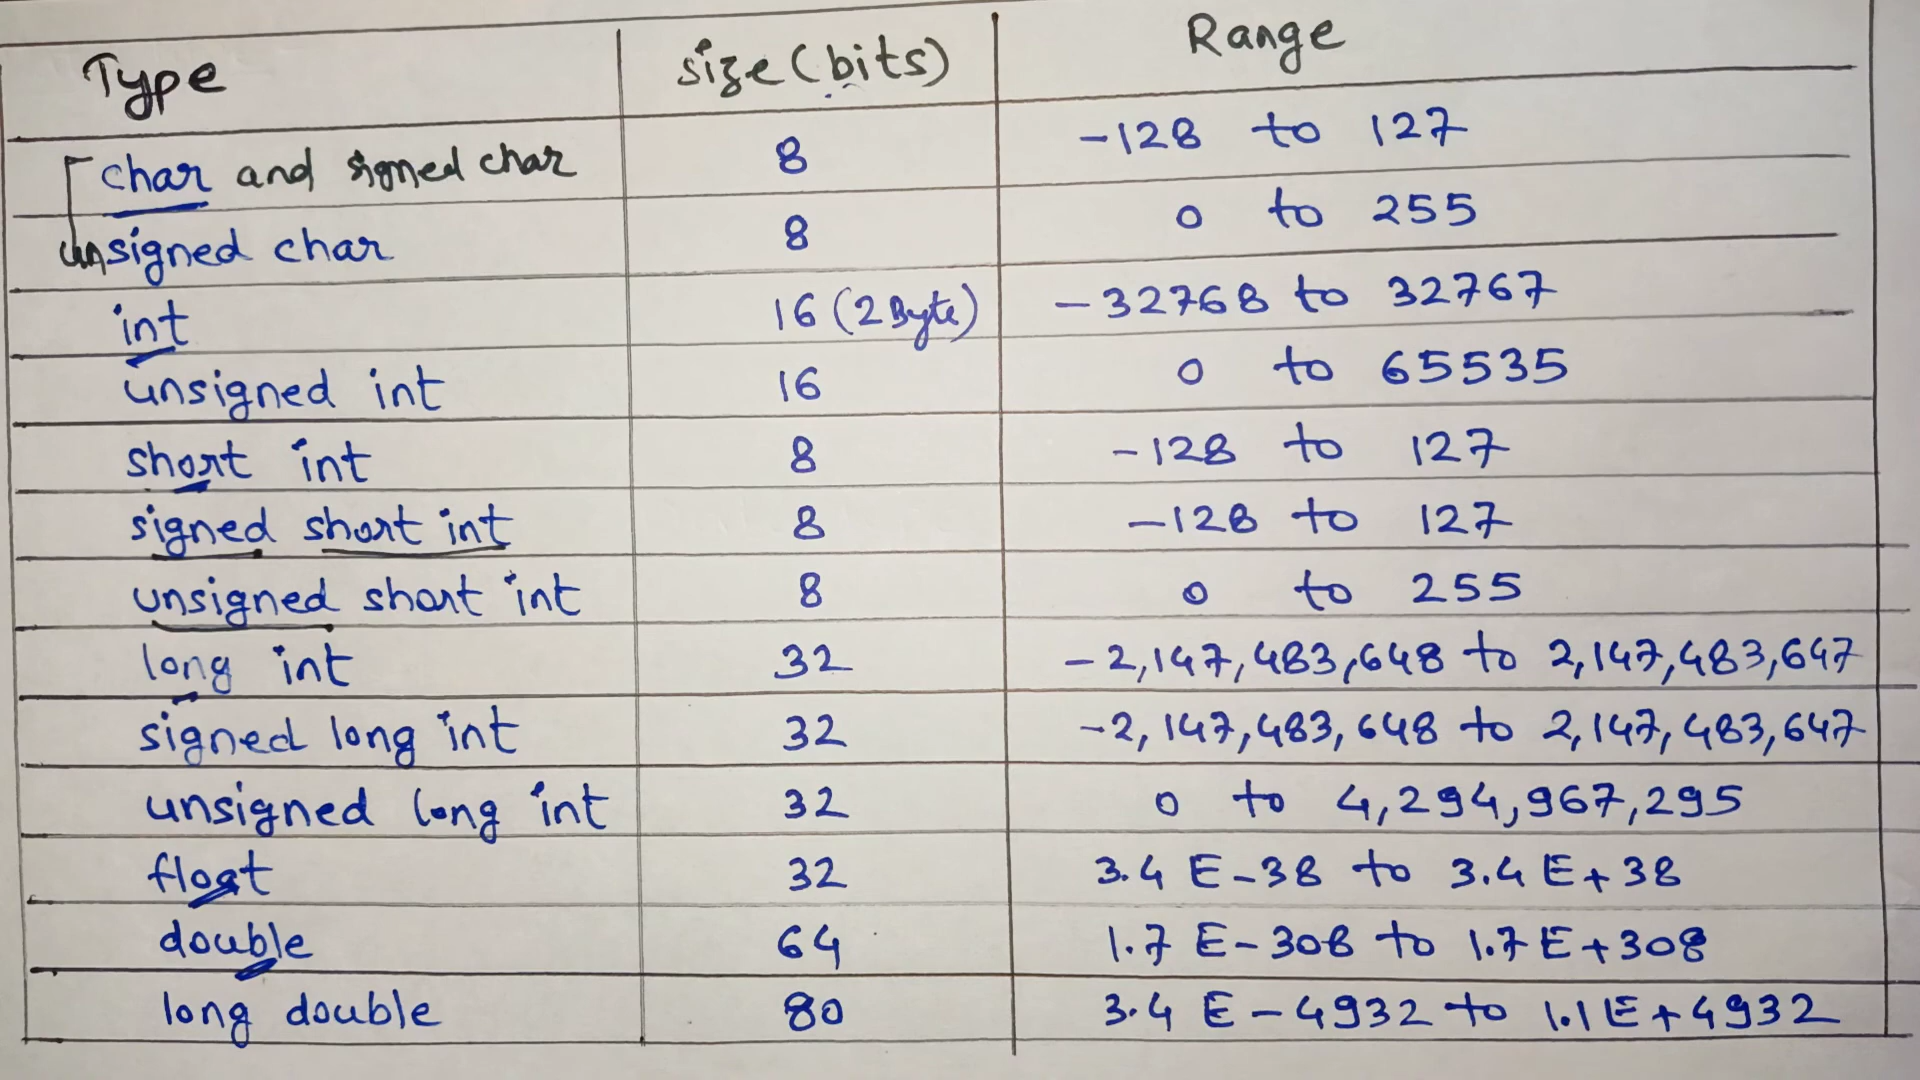 Type size (bits) Range
char and signed char 8 -128 to 127
unsigned char 8 0 to 255
int 16 (2 Byte) -32768 to 32767
unsigned int 16 0 to 65535
short int 8 -128 to 127
signed short int 8 -128 to 127
unsigned short int 8 0 to 255
long int 32 -2,147,483,648 to 2,147,483,647
signed long int 32 -2,147,483,648 to 2,147,483,647
unsigned long int 32 0 to 4,294,967,295
float 32 3.4 E-38 to 3.4 E+38
double 64 1.7 E-308 to 1.7 E+308
long double 80 3.4 E-4932 to 1.1 E+4932